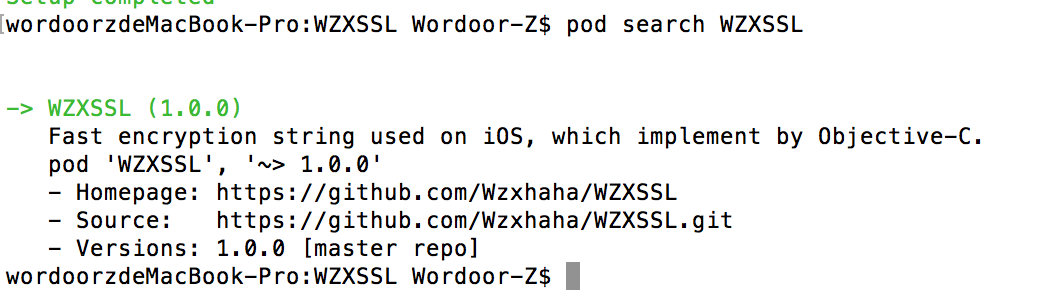 Setup completed
[wordoorzdeMacBook-Pro:WZXSSL Wordoor-Z$ pod search WZXSSL
-> WZXSSL (1.0.0)
   Fast encryption string used on iOS, which implement by Objective-C.
   pod 'WZXSSL', '~> 1.0.0'
   - Homepage: https://github.com/Wzxhaha/WZXSSL
   - Source:   https://github.com/Wzxhaha/WZXSSL.git
   - Versions: 1.0.0 [master repo]
wordoorzdeMacBook-Pro:WZXSSL Wordoor-Z$